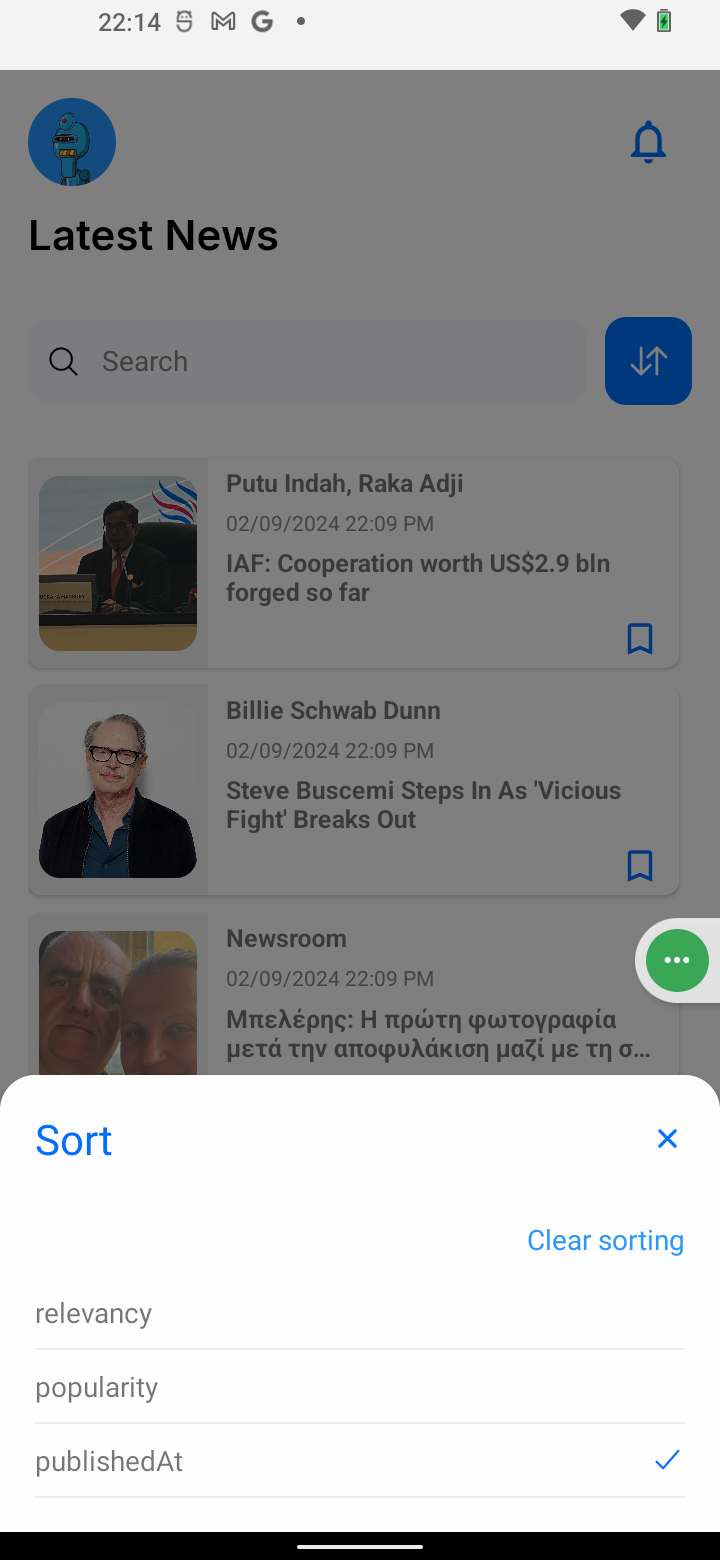 22:14
Latest News
Search
Putu Indah, Raka Adji
02/09/2024 22:09 PM
IAF: Cooperation worth US$2.9 bln
forged so far
Billie Schwab Dunn
02/09/2024 22:09 PM
Steve Buscemi Steps In As 'Vicious
Fight' Breaks Out
Newsroom
02/09/2024 22:09 PM
Μπελέρης: Η πρώτη φωτογραφία
μετά την αποφυλάκιση μαζί με τη σ…
Sort
Clear sorting
relevancy
popularity
publishedAt